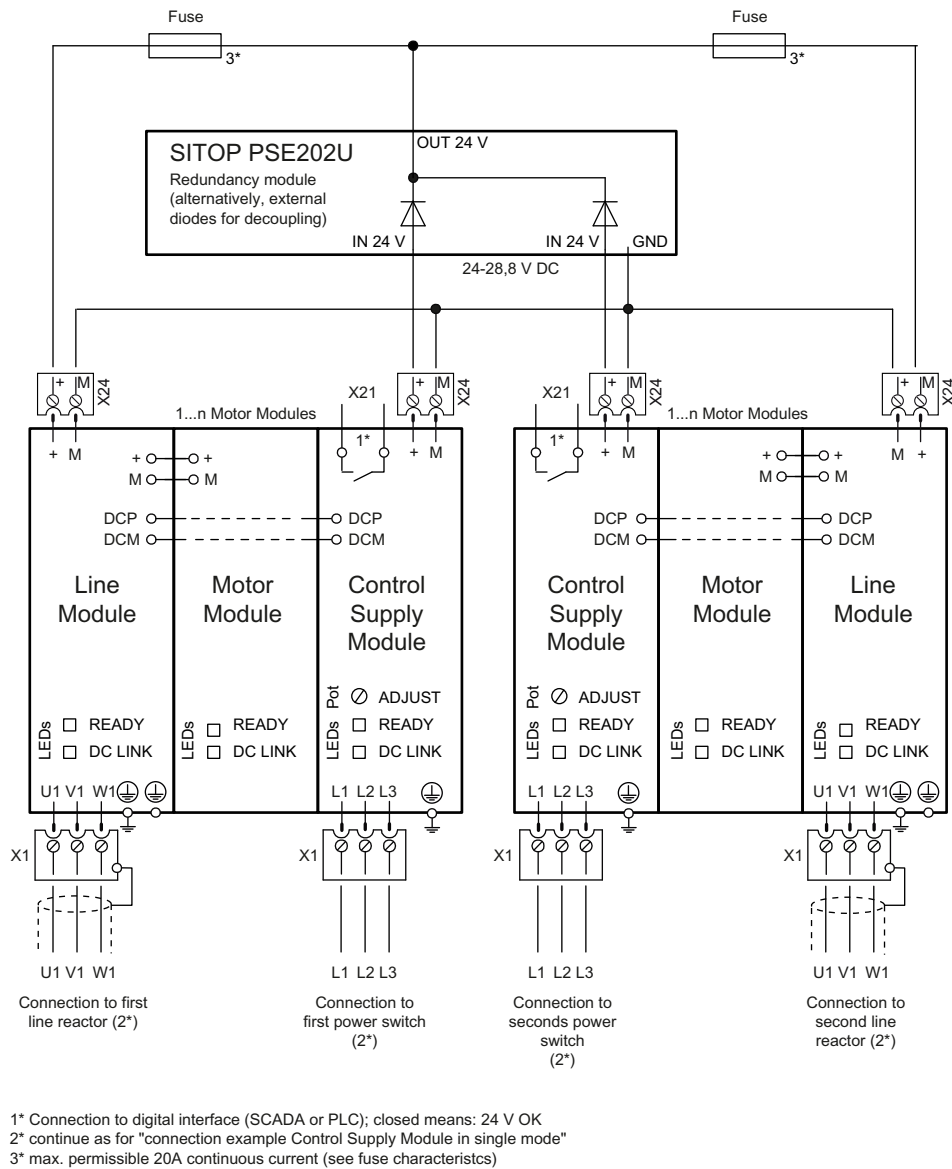 Fuse Fuse
3* 3*
OUT 24 V
SITOP PSE202U
Redundancy module
(alternatively, external
diodes for decoupling)
IN 24 V IN 24 V GND
24-28,8 V DC
+ M X24 X21 + M X24 X21 + M X24 + M X24
1...n Motor Modules 1...n Motor Modules
1* 1*
+ M + M + M M +
+ + + +
M M M M
DCP DCP DCP DCP
DCM DCM DCM DCM
Line
Module
Motor
Module
Control
Supply
Module
Control
Supply
Module
Motor
Module
Line
Module
Pot ADJUST Pot ADJUST
LEDs READY LEDs READY LEDs READY LEDs READY LEDs READY LEDs READY
DC LINK DC LINK DC LINK DC LINK DC LINK DC LINK
U1 V1 W1 L1 L2 L3 L1 L2 L3 U1 V1 W1
X1 X1 X1 X1
U1 V1 W1 L1 L2 L3 L1 L2 L3 U1 V1 W1
Connection to first
line reactor (2*)
Connection to
first power switch
(2*)
Connection to
seconds power
switch
(2*)
Connection to
second line
reactor (2*)
1* Connection to digital interface (SCADA or PLC); closed means: 24 V OK
2* continue as for "connection example Control Supply Module in single mode"
3* max. permissible 20A continuous current (see fuse characteristcs)